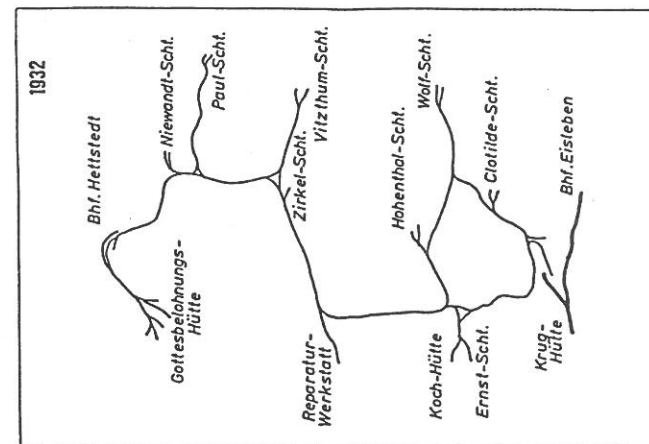 1932
Bhf. Hettstedt
Niewandt-Scht.
Paul-Scht.
Gottesbelohnungs-
Hütte
Vitzthum-Scht.
Zirkel-Scht.
Reparatur-
Werkstatt
Hohenthal-Scht.
Wolf-Scht.
Koch-Hütte
Ernst-Scht.
Clotilde-Scht.
Krug-
Hütte
Bhf. Eisleben